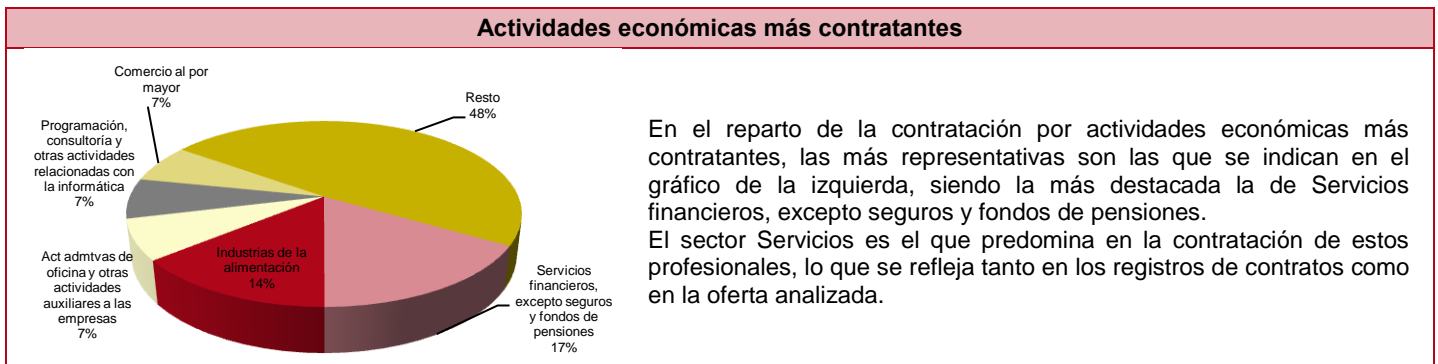 Actividades económicas más contratantes
Comercio al por
mayor
7%
Resto
48%
Programación,
consultoría y
otras actividades
relacionadas con
la informática
7%
Act admtvas de
oficina y otras
actividades
auxiliares a las
empresas
7%
Industrias de la
alimentación
14%
Servicios
financieros,
excepto seguros
y fondos de
pensiones
17%
En el reparto de la contratación por actividades económicas más
contratantes, las más representativas son las que se indican en el
gráfico de la izquierda, siendo la más destacada la de Servicios
financieros, excepto seguros y fondos de pensiones.
El sector Servicios es el que predomina en la contratación de estos
profesionales, lo que se refleja tanto en los registros de contratos como
en la oferta analizada.